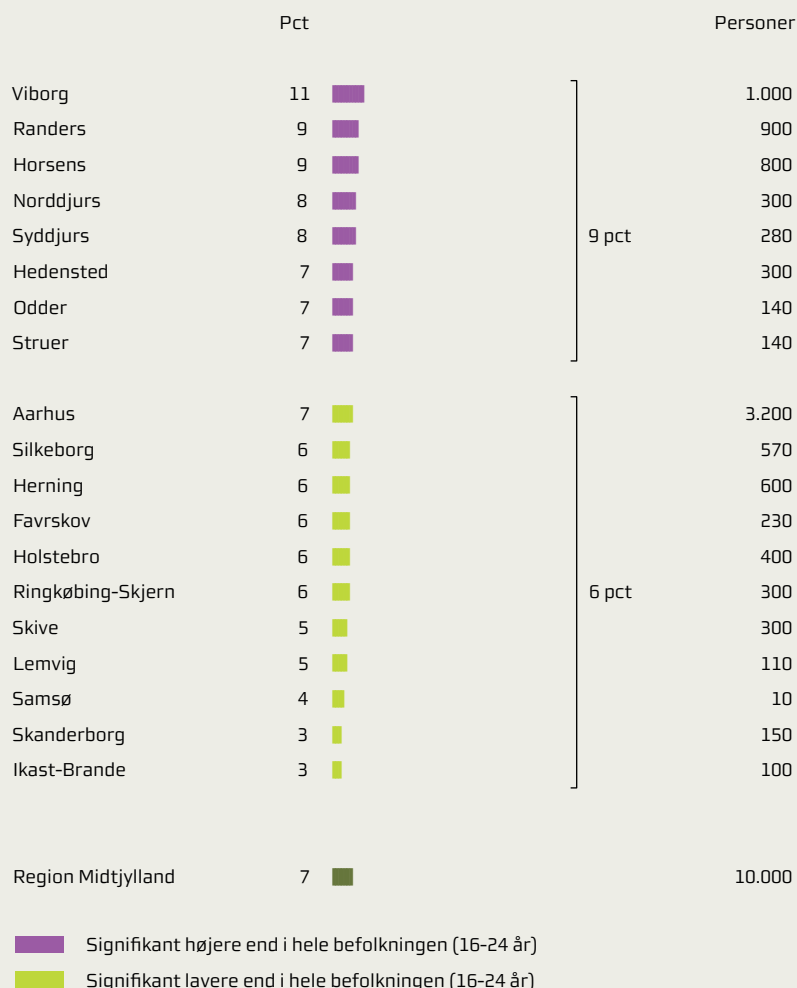 Pct Personer
Viborg 11 1.000
Randers 9 900
Horsens 9 800
Norddjurs 8 300
Syddjurs 8 9 pct 280
Hedensted 7 300
Odder 7 140
Struer 7 140
Aarhus 7 3.200
Silkeborg 6 570
Herning 6 600
Favrskov 6 230
Holstebro 6 400
Ringkøbing-Skjern 6 6 pct 300
Skive 5 300
Lemvig 5 110
Samsø 4 10
Skanderborg 3 150
Ikast-Brande 3 100
Region Midtjylland 7 10.000
Signifikant højere end i hele befolkningen (16-24 år)
Signifikant lavere end i hele befolkningen (16-24 år)